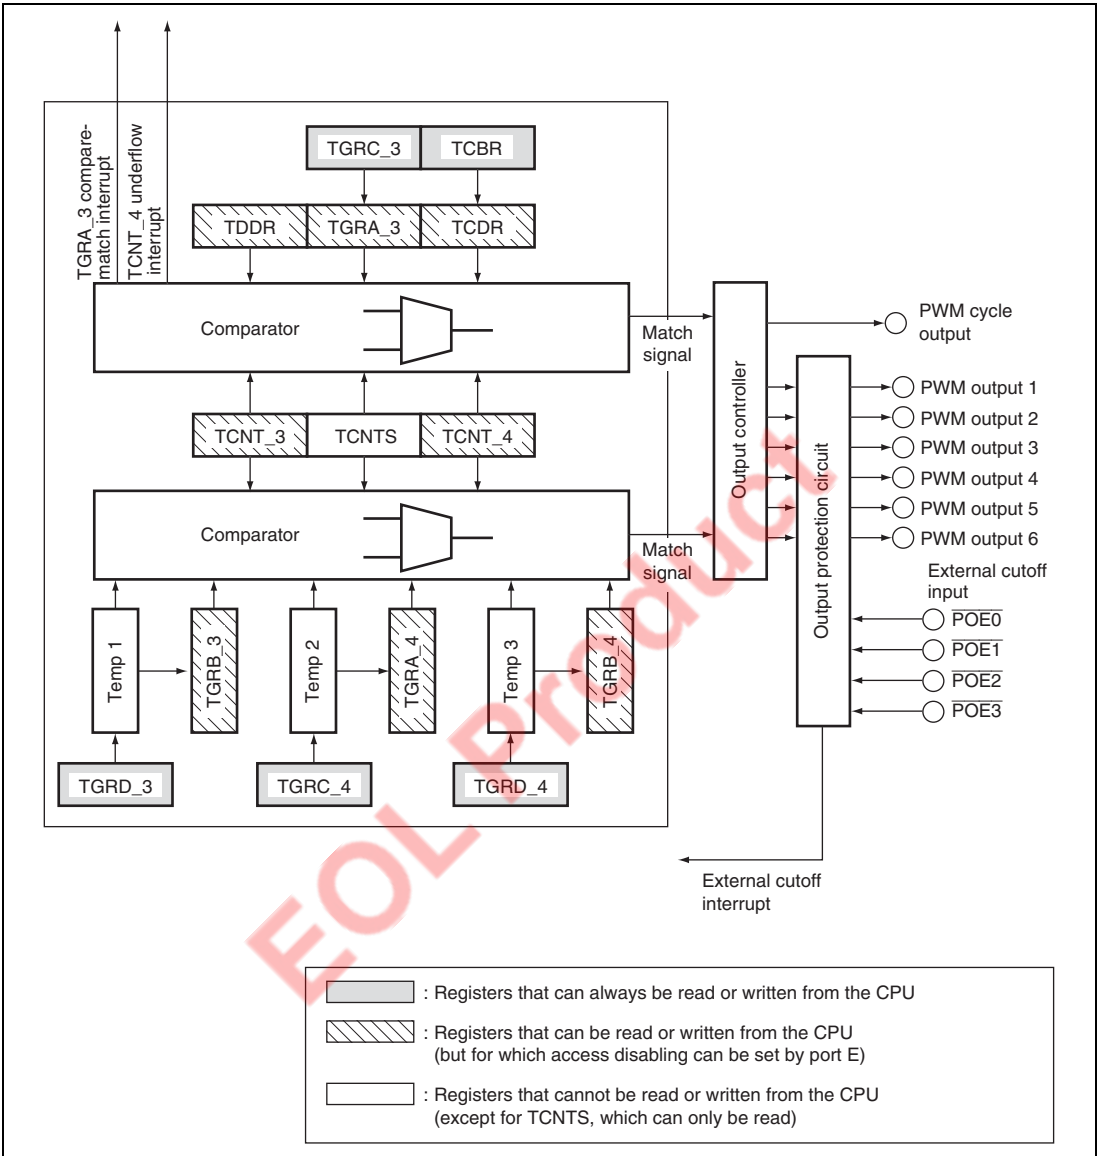 TGRA_3 compare-
match interrupt
TCNT_4 underflow
interrupt
TGRC_3
TCBR
TDDR
TGRA_3
TCDR
Comparator
Match
signal
PWM cycle
output
TCNT_3
TCNTS
TCNT_4
Output controller
Output protection circuit
PWM output 1
PWM output 2
PWM output 3
PWM output 4
PWM output 5
PWM output 6
Comparator
Match
signal
External cutoff
input
POE0
POE1
POE2
POE3
Temp 1
TGRB_3
Temp 2
TGRA_4
Temp 3
TGRB_4
TGRD_3
TGRC_4
TGRD_4
External cutoff
interrupt
EOL Product
: Registers that can always be read or written from the CPU
: Registers that can be read or written from the CPU
(but for which access disabling can be set by port E)
: Registers that cannot be read or written from the CPU
(except for TCNTS, which can only be read)